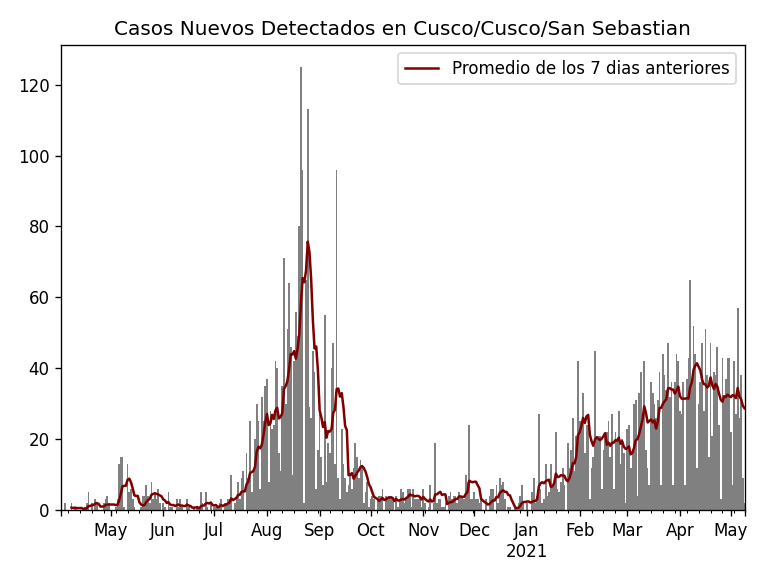 Casos Nuevos Detectados en Cusco/Cusco/San Sebastian
Promedio de los 7 dias anteriores
120
100
80
60
40
20
0
May Jun Jul Aug Sep Oct Nov Dec Jan Feb Mar Apr May
2021